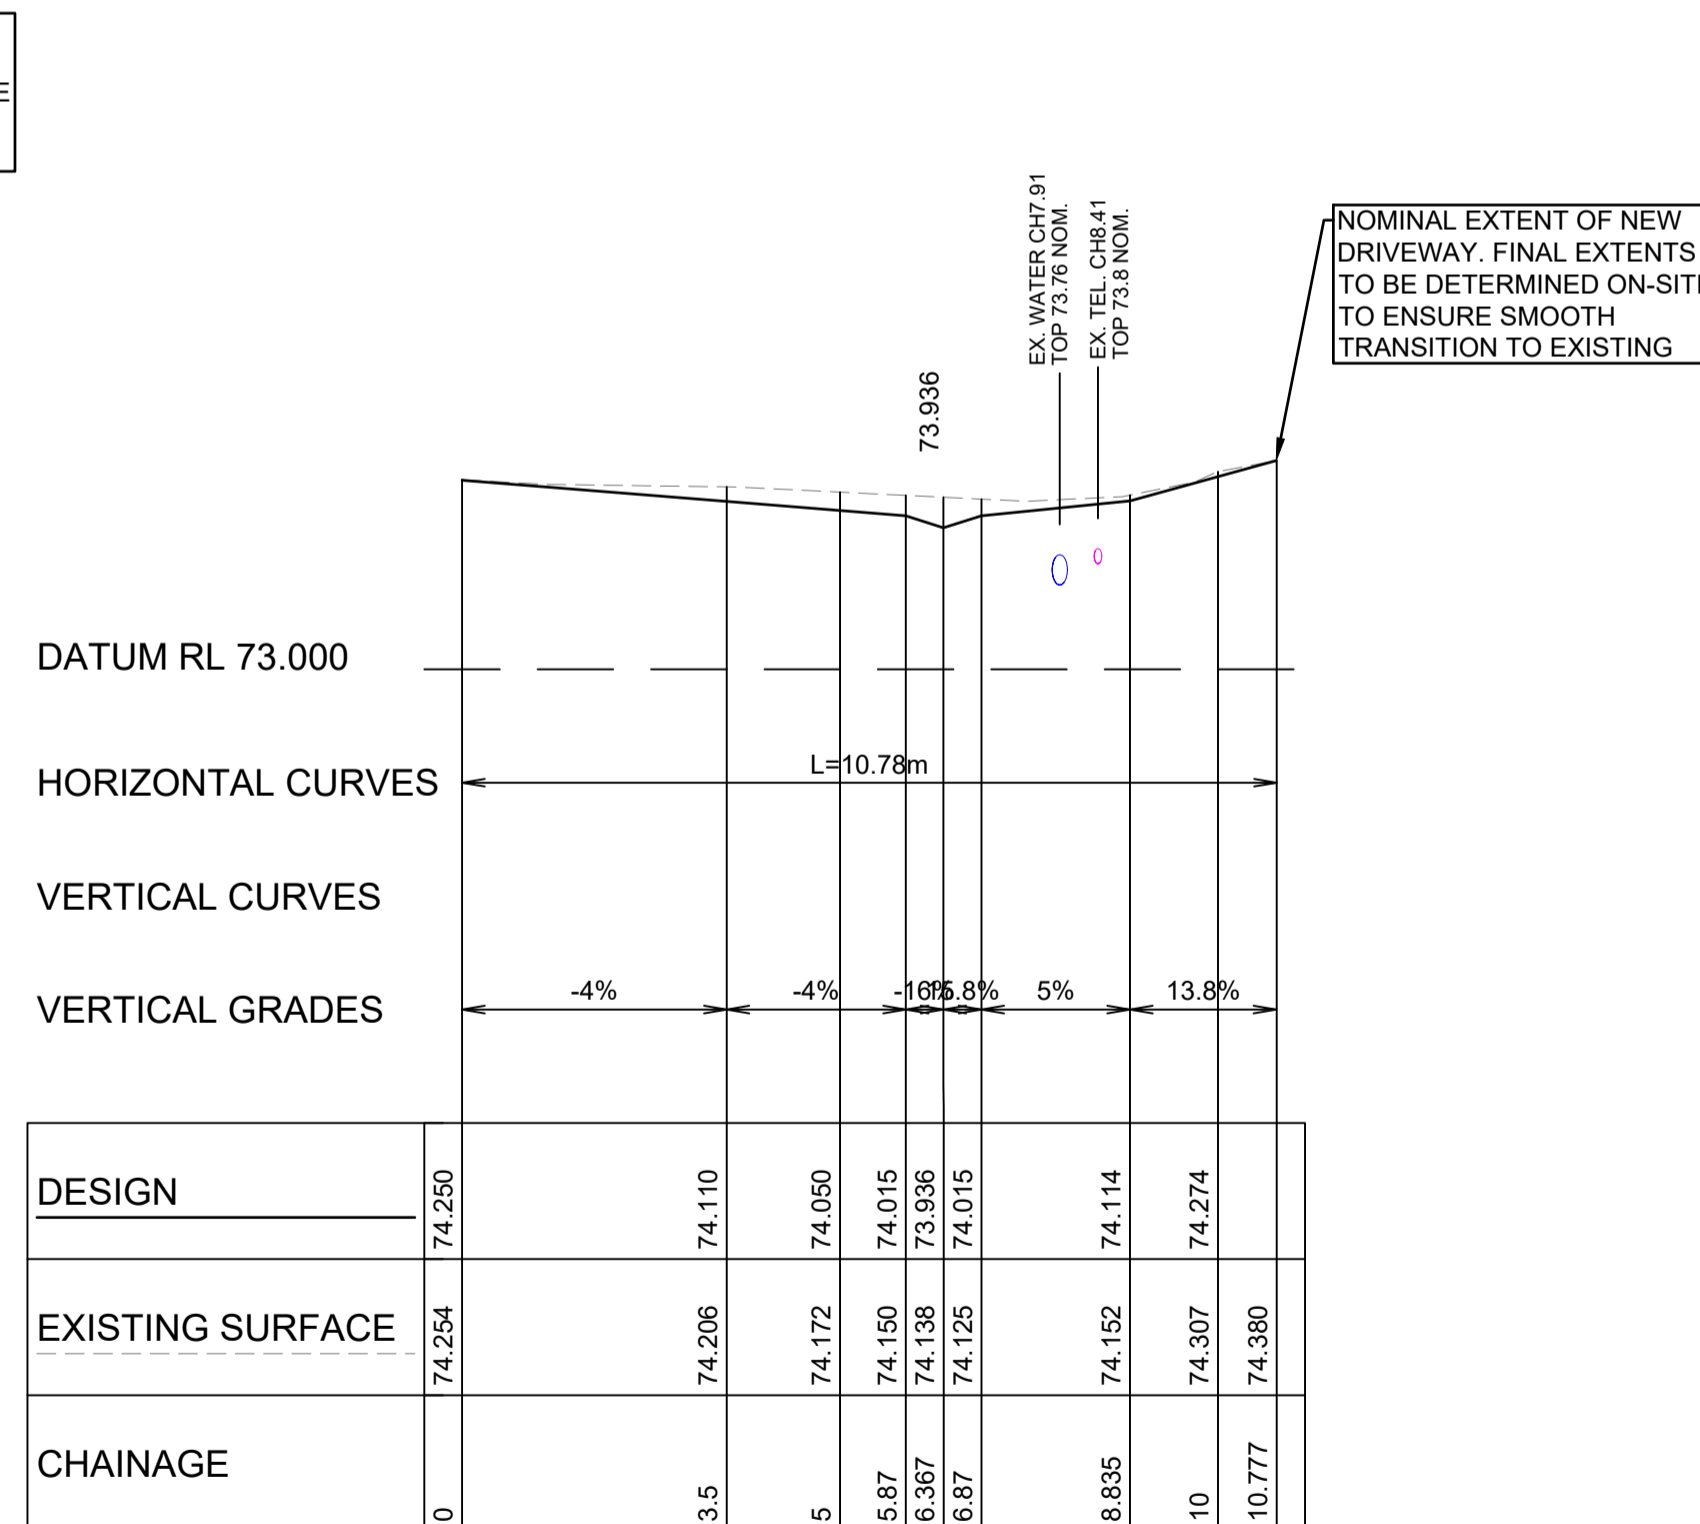 E
EX. WATER CH7.91
TOP 73.76 NOM.
EX. TEL. CH8.41
TOP 73.8 NOM.
73.936
NOMINAL EXTENT OF NEW
DRIVEWAY. FINAL EXTENTS
TO BE DETERMINED ON-SITE
TO ENSURE SMOOTH
TRANSITION TO EXISTING
DATUM RL 73.000
HORIZONTAL CURVES
L=10.78m
VERTICAL CURVES
VERTICAL GRADES
-4% -4% -16% 15.8% 5% 13.8%
DESIGN 74.250 74.110 74.050 74.015 73.936 74.015 74.114 74.274
EXISTING SURFACE 74.254 74.206 74.172 74.150 74.138 74.125 74.152 74.307 74.380
CHAINAGE 0 3.5 5 5.87 6.367 6.87 8.835 10 10.777